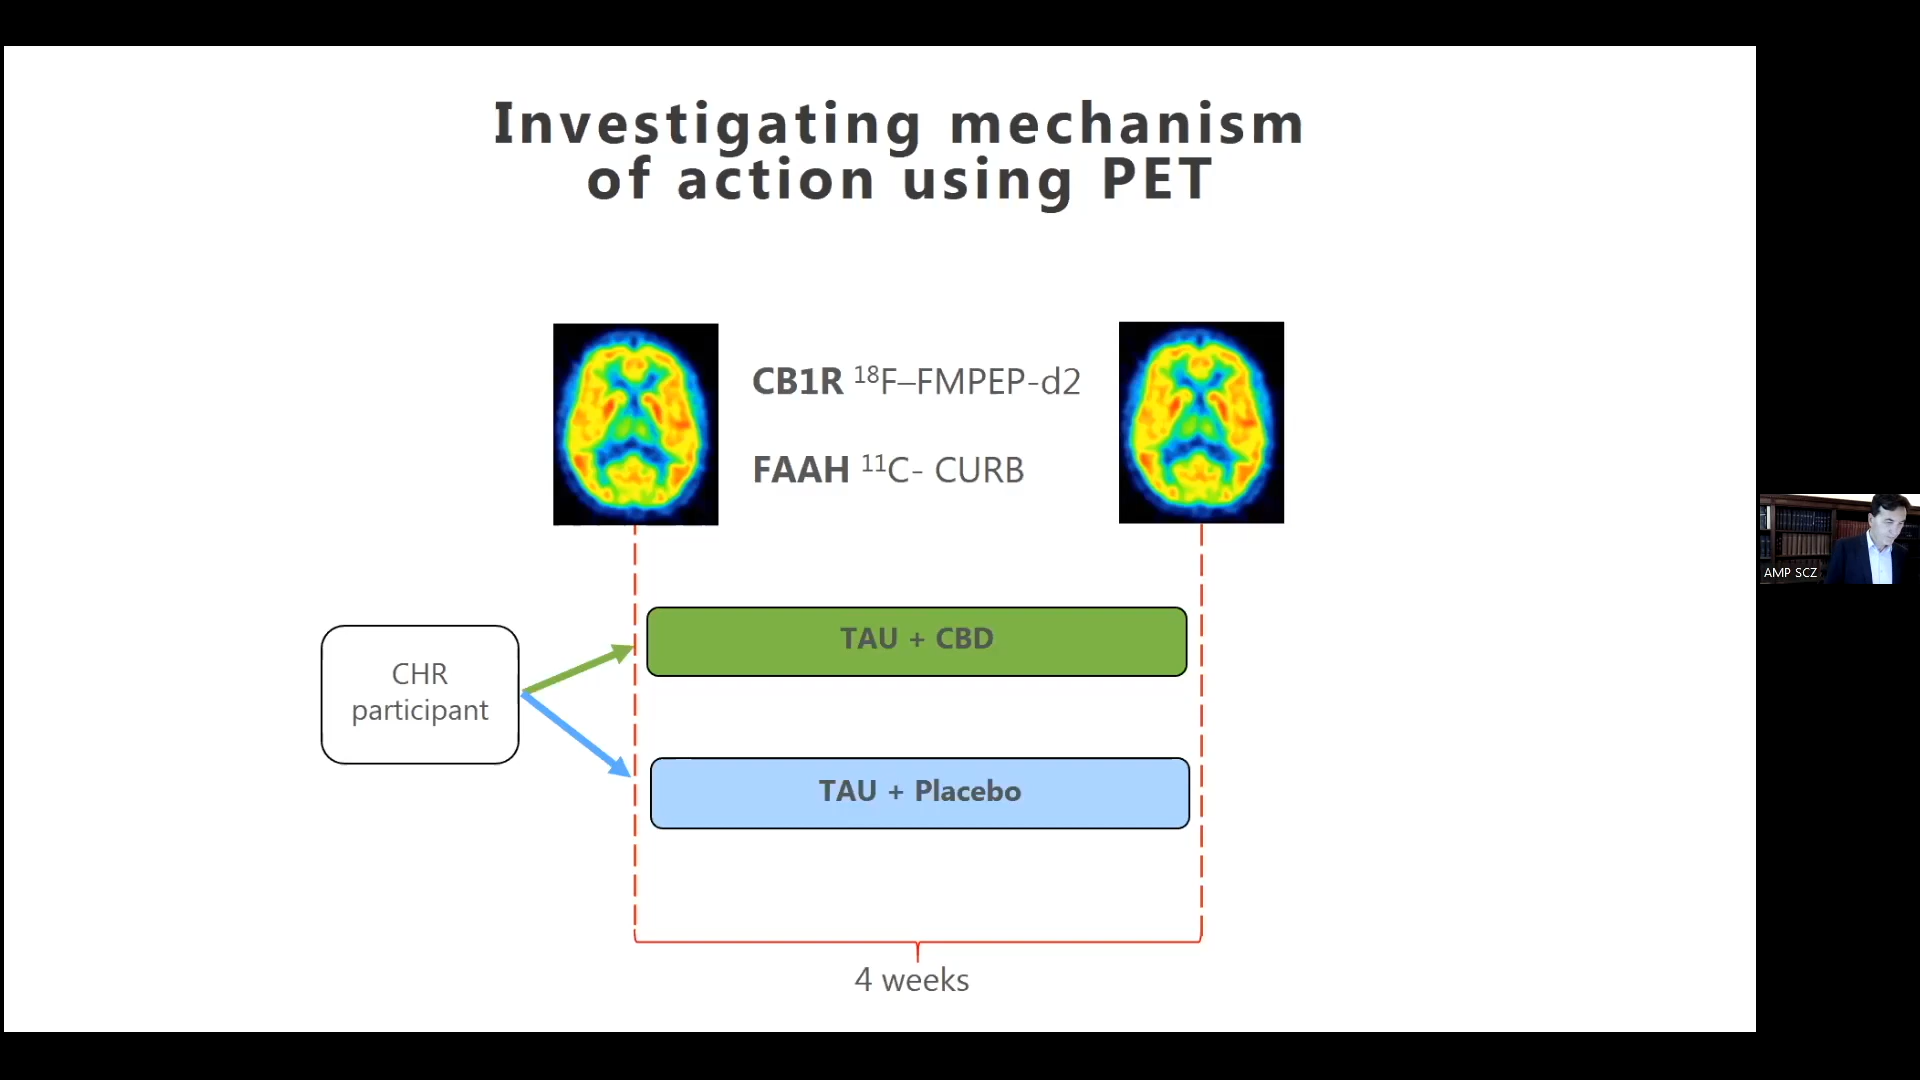 Investigating mechanism
of action using PET
CB1R ¹⁸F–FMPEP-d2
FAAH ¹¹C- CURB
TAU + CBD
CHR
participant
TAU + Placebo
4 weeks
AMP SCZ